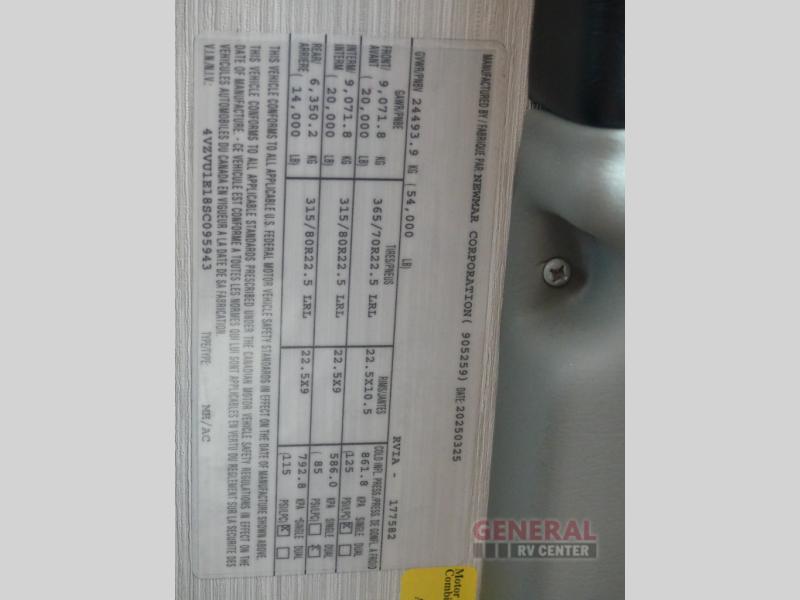 MANUFACTURED BY / FABRIQUE PAR NEWMAR CORPORATION( 905259) DATE 20250325
GVWR/PNBV 24493.9 KG (54,000 LB) RVIA - 177582
GAWR/PNBE TIRES/PNEUS RIMS/JANTES COLD INFL. PRESS./PRESS. DE GONFL. A FROID
FRONT/ 9,071.8 KG 365/70R22.5 LRL 22.5X10.5 861.8 KPA SINGLE DUAL
AVANT ( 20,000 LB) (125 PSI/LPC) X
INTERM/ 9,071.8 KG 315/80R22.5 LRL 22.5X9 586.0 KPA SINGLE DUAL
INTERM ( 20,000 LB) ( 85 PSI/LPC) X
REAR/ 6,350.2 KG 315/80R22.5 LRL 22.5X9 792.8 KPA SINGLE DUAL
ARRIERE ( 14,000 LB) (115 PSI/LPC) X
THIS VEHICLE CONFORMS TO ALL APPLICABLE U.S. FEDERAL MOTOR VEHICLE SAFETY STANDARDS IN EFFECT ON THE DATE OF MANUFACTURE SHOWN ABOVE.
THIS VEHICLE CONFORMS TO ALL APPLICABLE STANDARDS PRESCRIBED UNDER THE CANADIAN MOTOR VEHICLE SAFETY REGULATIONS IN EFFECT ON THE
DATE OF MANUFACTURE. - CE VÉHICULE EST CONFORME A TOUTES LES NORMES QUI LUI SONT APPLICABLES EN VERTU DU REGLEMENT SUR LA SECURITE DES
VEHICULES AUTOMOBILES DU CANADA EN VIGUEUR A LA DATE DE SA FABRICATION.
V.I.N./N.I.V.: 4VZVU1E18SC095943 TYPE/TYPE: MH/AC
Motor
Combi
GENERAL
RV CENTER